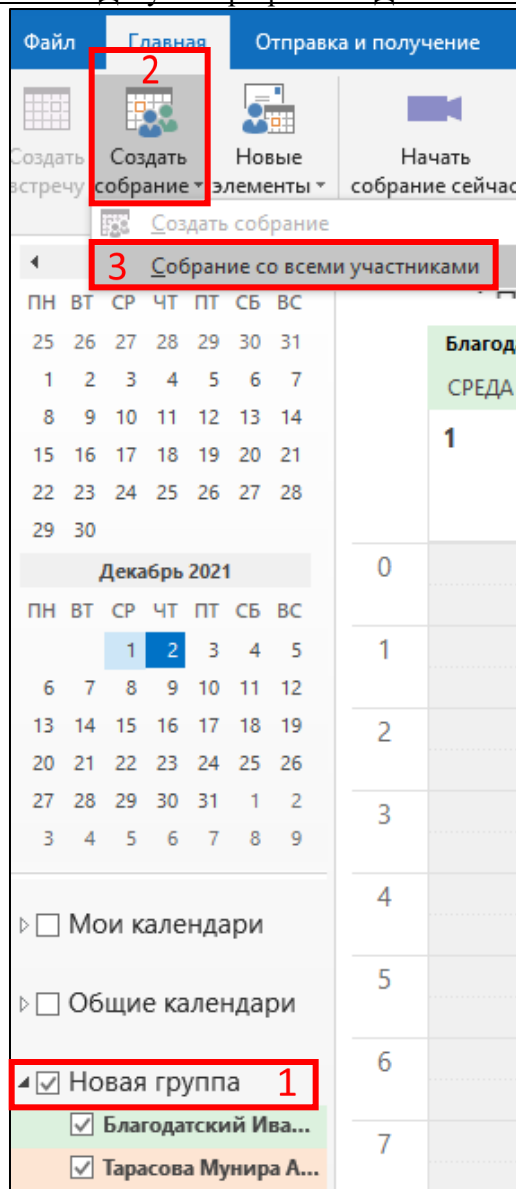 Файл Главная Отправка и получение
2
Создать встречу
Создать собрание
Новые элементы
Начать собрание сейчас
Создать собрание
3 Собрание со всеми участниками
ПН ВТ СР ЧТ ПТ СБ ВС
25 26 27 28 29 30 31
1 2 3 4 5 6 7
8 9 10 11 12 13 14
15 16 17 18 19 20 21
22 23 24 25 26 27 28
29 30
Декабрь 2021
ПН ВТ СР ЧТ ПТ СБ ВС
1 2 3 4 5
6 7 8 9 10 11 12
13 14 15 16 17 18 19
20 21 22 23 24 25 26
27 28 29 30 31 1 2
3 4 5 6 7 8 9
Мои календари
Общие календари
Новая группа 1
Благодатский Ива...
Тарасова Мунира А...
Благод
СРЕДА
1
0
1
2
3
4
5
6
7